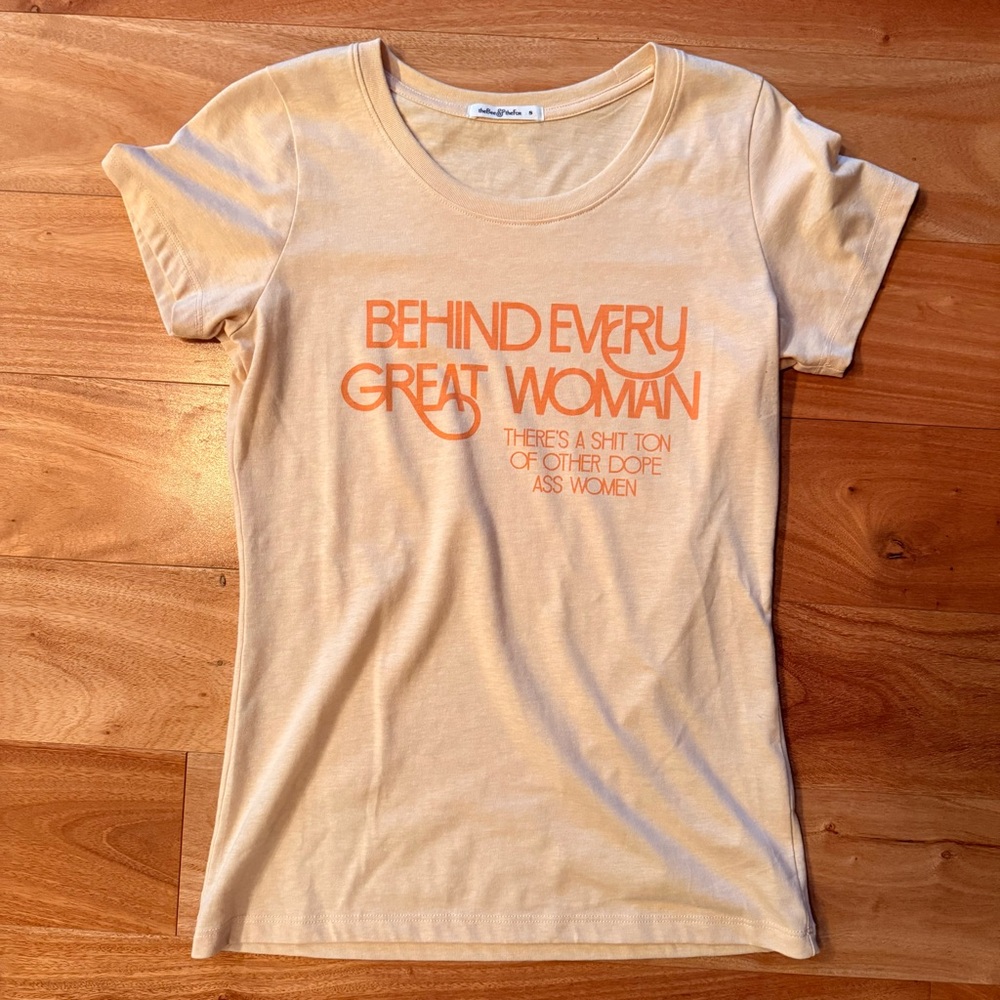 BEHIND EVERY
GREAT WOMAN
THERE'S A SHIT TON
OF OTHER DOPE
ASS WOMEN